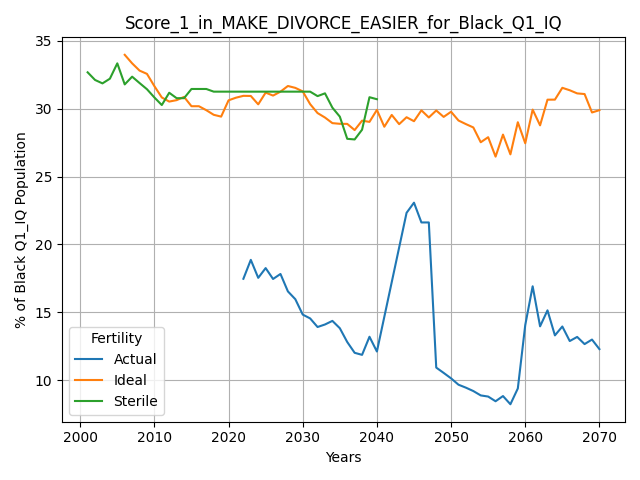 Score_1_in_MAKE_DIVORCE_EASIER_for_Black_Q1_IQ
% of Black Q1_IQ Population
35
30
25
20
15
10
Fertility
Actual
Ideal
Sterile
2000 2010 2020 2030 2040 2050 2060 2070
Years